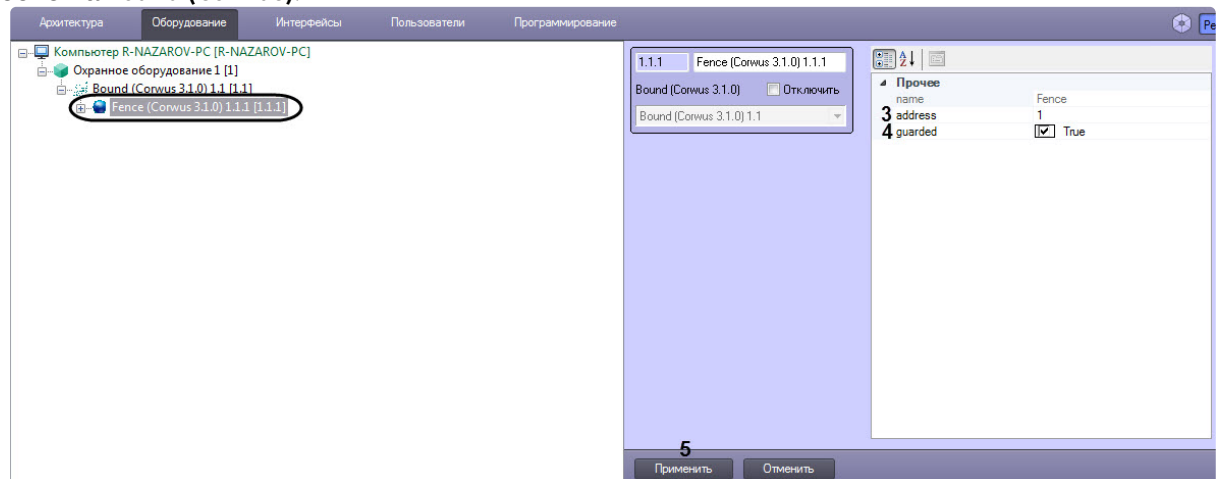 Архитектура Оборудование Интерфейсы Пользователи Программирование Ре
Компьютер R-NAZAROV-PC [R-NAZAROV-PC]
Охранное оборудование 1 [1]
Bound (Corwus 3.1.0) 1.1 [1.1]
Fence (Corwus 3.1.0) 1.1.1 [1.1.1]
1.1.1 Fence (Corwus 3.1.0) 1.1.1
Bound (Corwus 3.1.0) Отключить
Bound (Corwus 3.1.0) 1.1
Прочее
name Fence
3 address 1
4 guarded True
5
Применить Отменить